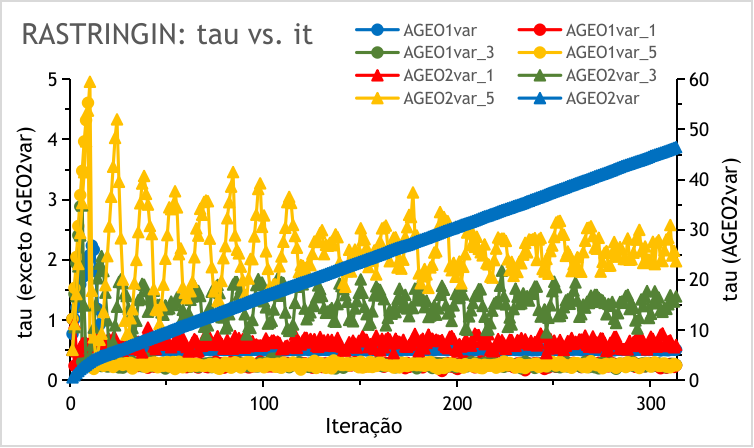 RASTRINGIN: tau vs. it
AGEO1var AGEO1var_1
AGEO1var_3 AGEO1var_5
AGEO2var_1 AGEO2var_3
AGEO2var_5 AGEO2var
tau (exceto AGEO2var)
5
4
3
2
1
0
60
50
40
30
20
10
0
tau (AGEO2var)
0 100 200 300
Iteração